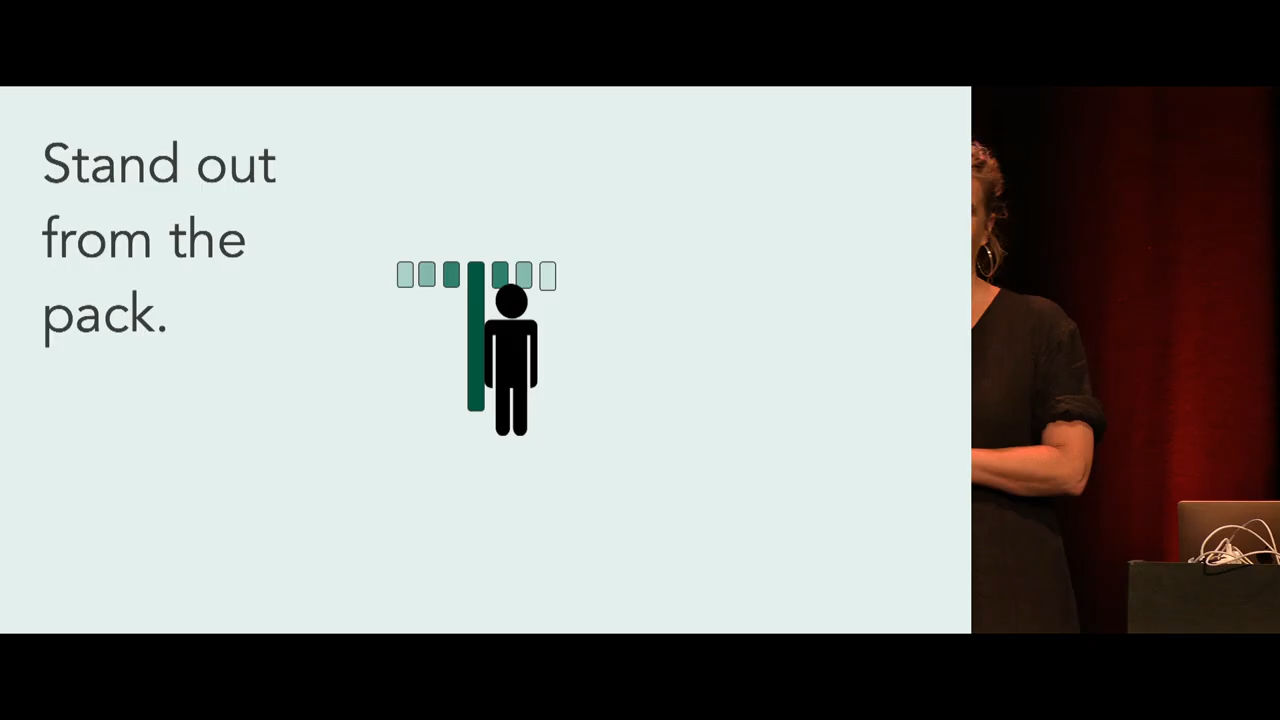 Stand out
from the
pack.